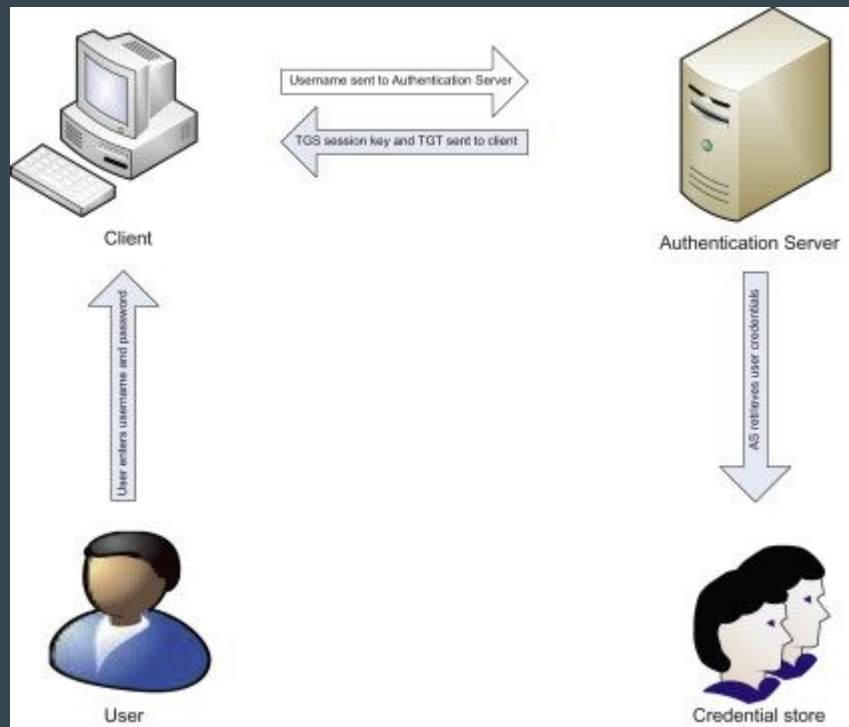 Username sent to Authentication Server
TGS session key and TGT sent to client
Client
Authentication Server
User enters username and password
AS retrieves user credentials
User
Credential store